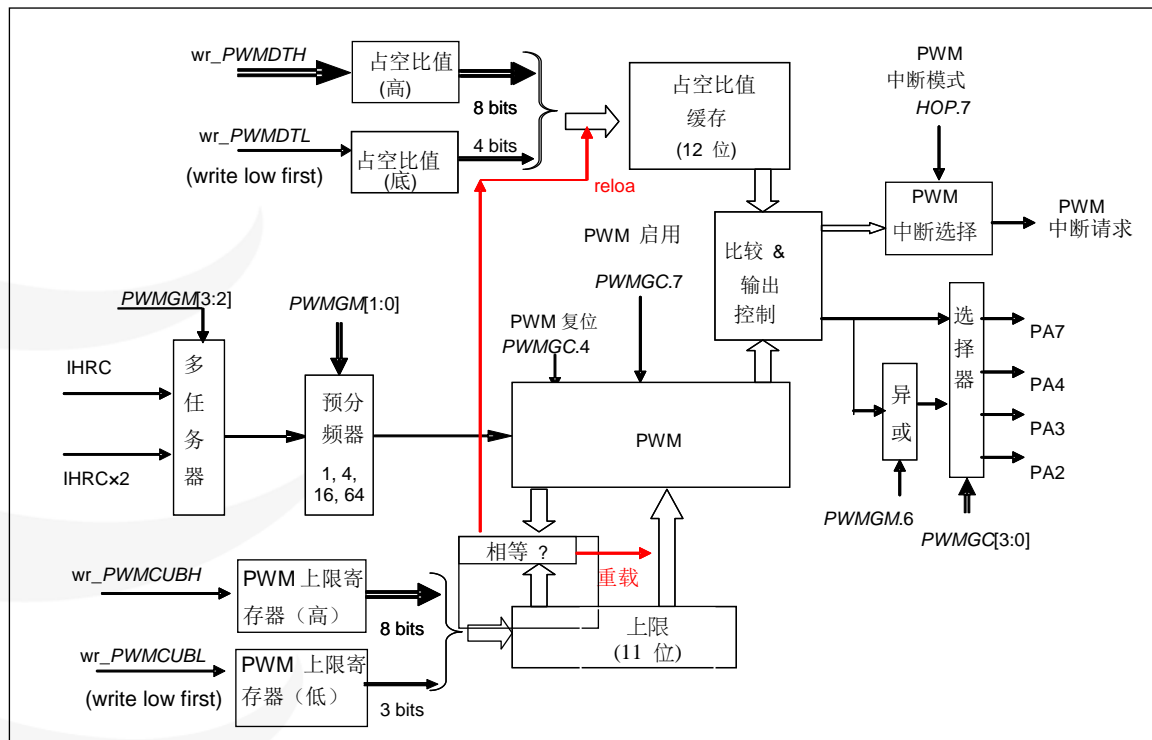 wr_PWMDTH
占空比值
(高)
8 bits
wr_PWMDTL
(write low first)
占空比值
(底)
4 bits
reloa
占空比值
缓存
(12 位)
PWM
中断模式
HOP.7
PWM
中断选择
PWM
中断请求
PWM 启用
PWMGC.7
比较 &
输出
控制
PWMGM[3:2]
PWMGM[1:0]
PWM 复位
PWMGC.4
IHRC
IHRC×2
多
任
务
器
预分
频器
1, 4,
16, 64
PWM
异
或
选
择
器
PA7
PA4
PA3
PA2
PWMGM.6
PWMGC[3:0]
相等 ?
重载
wr_PWMCUBH
PWM 上限寄
存器（高）
8 bits
wr_PWMCUBL
(write low first)
PWM 上限寄
存器（低）
3 bits
上限
(11 位)